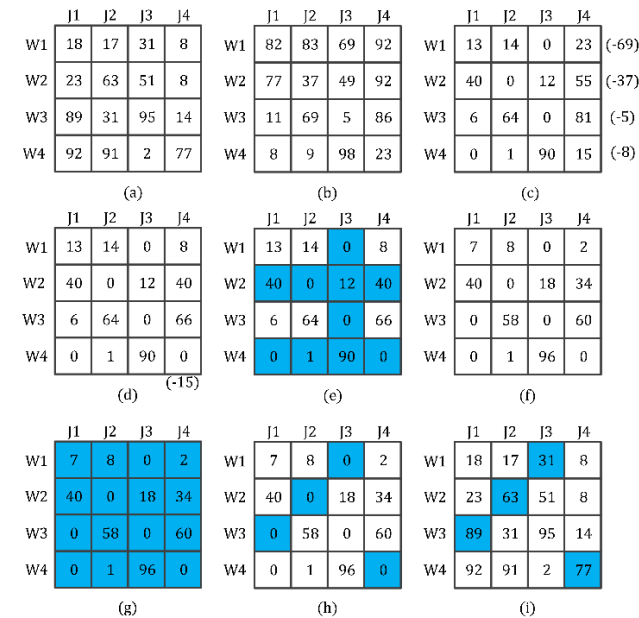 J1 J2 J3 J4 J1 J2 J3 J4 J1 J2 J3 J4
W1 18 17 31 8 W1 82 83 69 92 W1 13 14 0 23 (-69)
W2 23 63 51 8 W2 77 37 49 92 W2 40 0 12 55 (-37)
W3 89 31 95 14 W3 11 69 5 86 W3 6 64 0 81 (-5)
W4 92 91 2 77 W4 8 9 98 23 W4 0 1 90 15 (-8)
(a) (b) (c)
J1 J2 J3 J4 J1 J2 J3 J4 J1 J2 J3 J4
W1 13 14 0 8 W1 13 14 0 8 W1 7 8 0 2
W2 40 0 12 40 W2 40 0 12 40 W2 40 0 18 34
W3 6 64 0 66 W3 6 64 0 66 W3 0 58 0 60
W4 0 1 90 0 W4 0 1 90 0 W4 0 1 96 0
(-15)
(d) (e) (f)
J1 J2 J3 J4 J1 J2 J3 J4 J1 J2 J3 J4
W1 7 8 0 2 W1 7 8 0 2 W1 18 17 31 8
W2 40 0 18 34 W2 40 0 18 34 W2 23 63 51 8
W3 0 58 0 60 W3 0 58 0 60 W3 89 31 95 14
W4 0 1 96 0 W4 0 1 96 0 W4 92 91 2 77
(g) (h) (i)